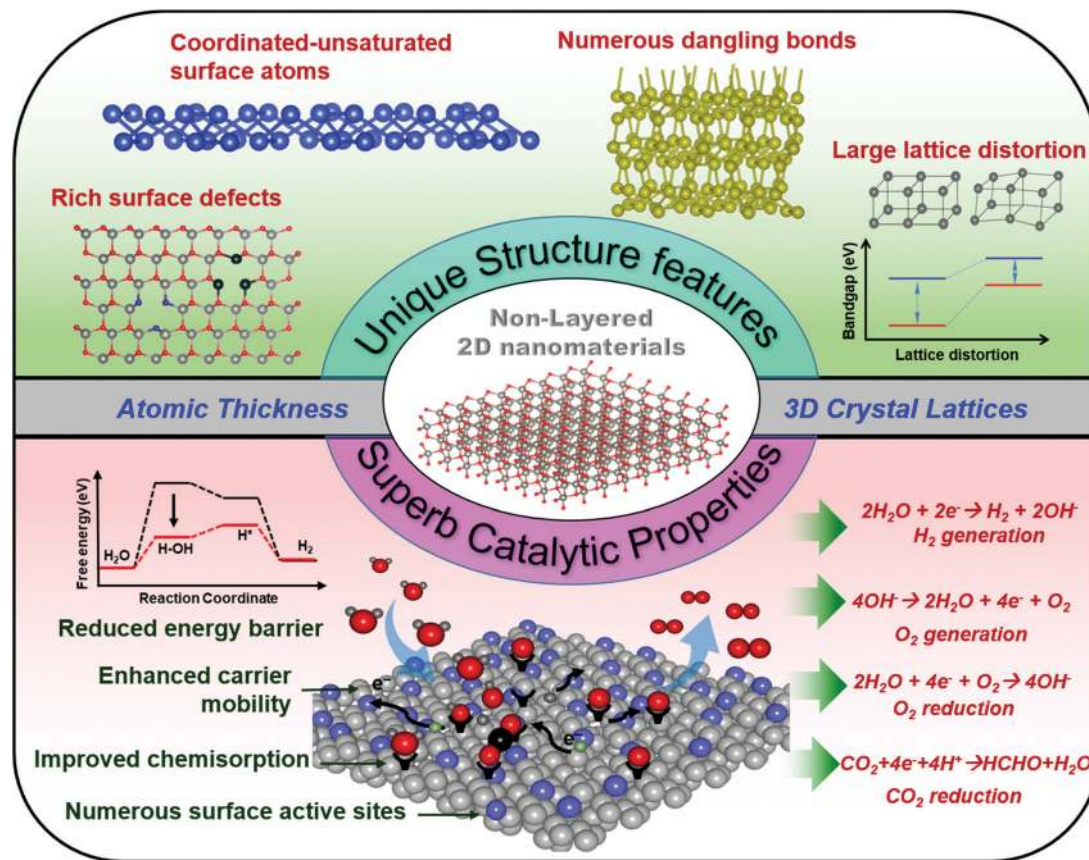 Coordinated-unsaturated
surface atoms
Numerous dangling bonds
Large lattice distortion
Rich surface defects
Bandgap (eV)
Lattice distortion
Unique Structure features
Non-Layered
2D nanomaterials
Atomic Thickness
3D Crystal Lattices
Superb Catalytic Properties
Free energy (eV)
H₂O
H-OH
H*
H₂
Reaction Coordinate
Reduced energy barrier
Enhanced carrier
mobility
Improved chemisorption
Numerous surface active sites
e⁻
e⁻
2H₂O + 2e⁻→ H₂ + 2OH⁻
H₂ generation
4OH⁻→ 2H₂O + 4e⁻ + O₂
O₂ generation
2H₂O + 4e⁻ + O₂→ 4OH⁻
O₂ reduction
CO₂+4e⁻+4H⁺→HCHO+H₂O
CO₂ reduction